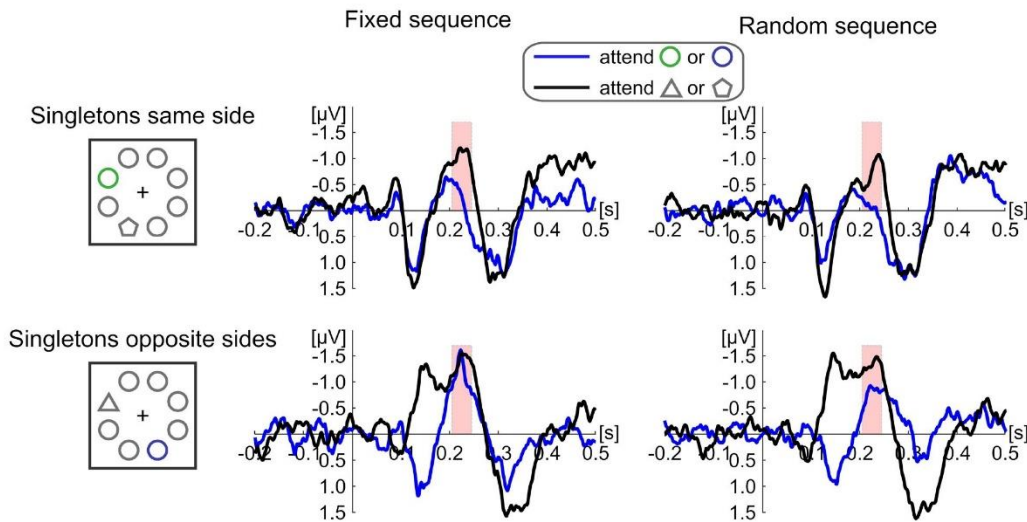 Fixed sequence
Random sequence
attend or
attend or
Singletons same side
[µV]
-1.5
-1.0
-0.5
[s]
-0.2 -0.1 0.1 0.2 0.3 0.4 0.5
0.5
1.0
1.5
[µV]
-1.5
-1.0
-0.5
[s]
-0.2 -0.1 0.1 0.2 0.3 0.4 0.5
0.5
1.0
1.5
Singletons opposite sides
[µV]
-1.5
-1.0
-0.5
[s]
-0.2 -0.1 0.1 0.2 0.3 0.4 0.5
0.5
1.0
1.5
[µV]
-1.5
-1.0
-0.5
[s]
-0.2 -0.1 0.1 0.2 0.3 0.4 0.5
0.5
1.0
1.5